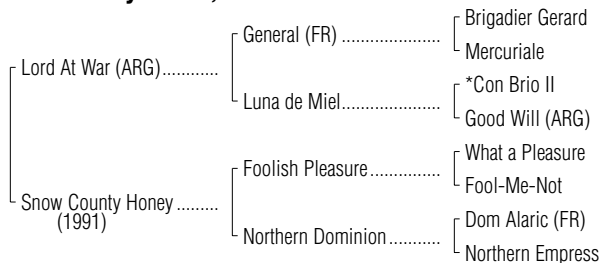 Brigadier Gerard
General (FR) ..................
Mercuriale
Lord At War (ARG)............
*Con Brio II
Luna de Miel..................
Good Will (ARG)
What a Pleasure
Foolish Pleasure...............
Fool-Me-Not
Snow County Honey .........
(1991)
Dom Alaric (FR)
Northern Dominion...........
Northern Empress